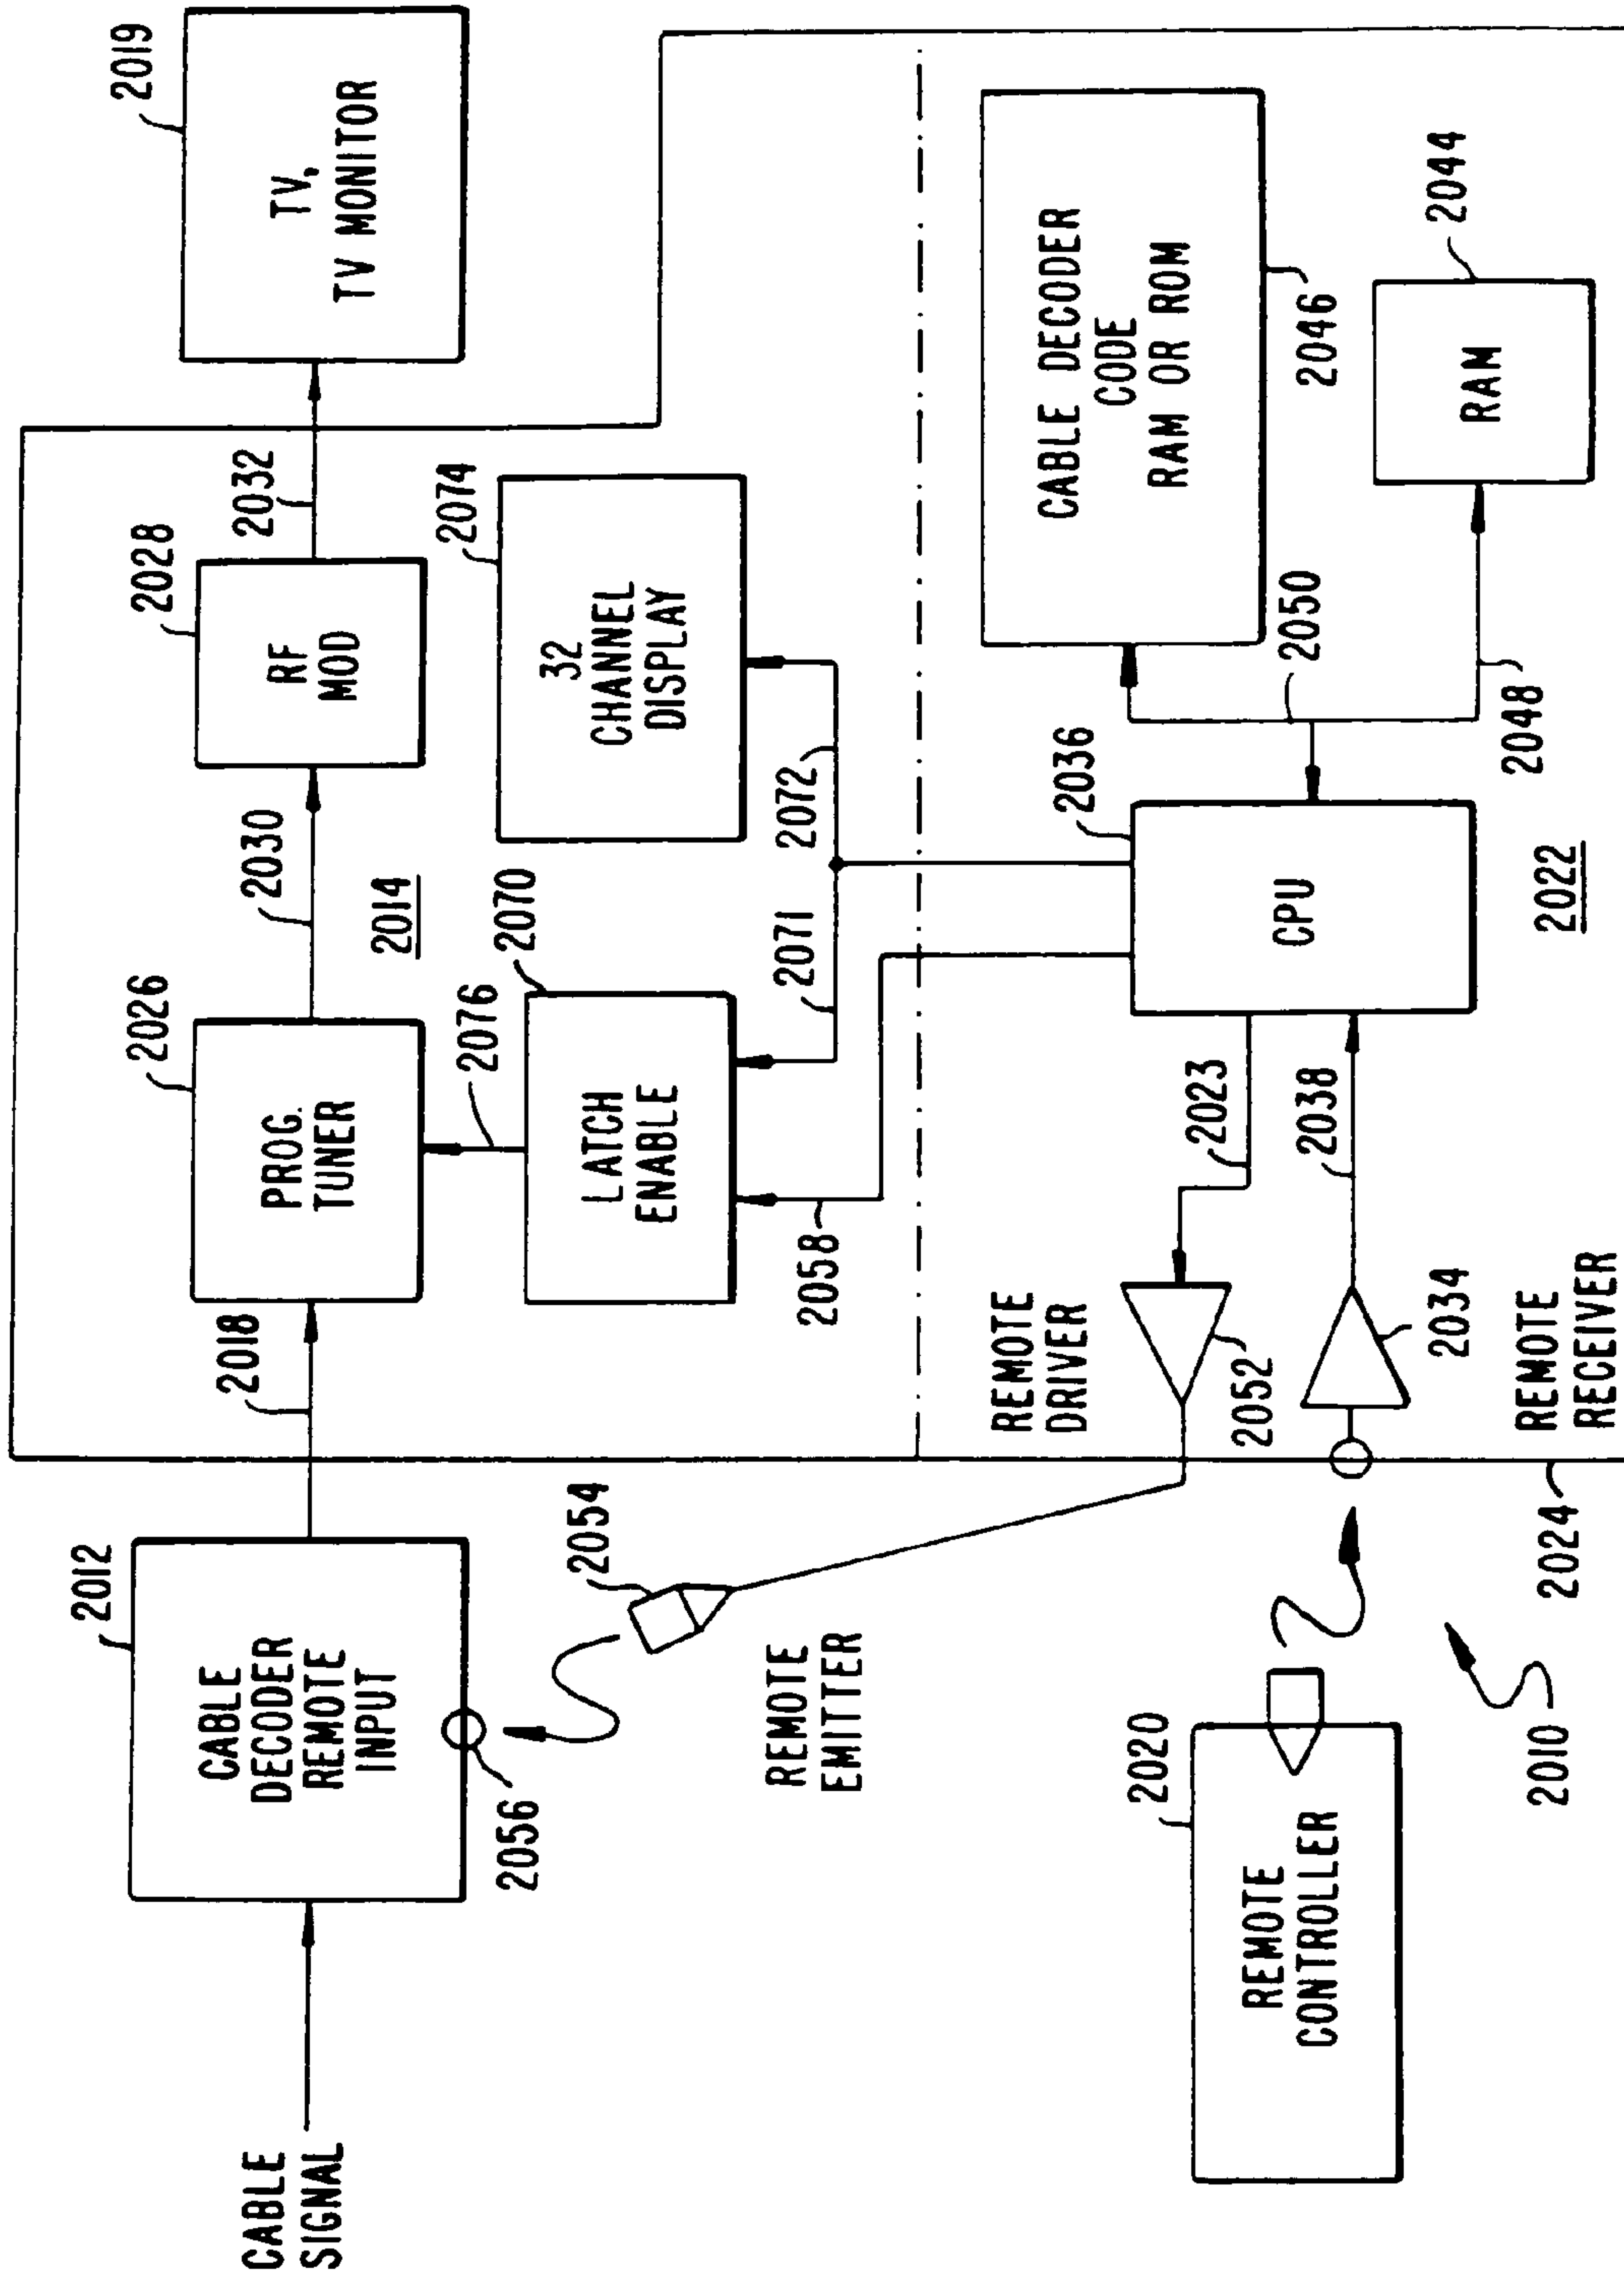 CABLE
SIGNAL
2012
CABLE
DECODER
REMOTE
INPUT
2056
2018
2026
PROG.
TUNER
2030
2028
RF
MOD
2032
2019
TV,
TV MONITOR
2014
2054
REMOTE
EMITTER
2076
2070
LATCH
ENABLE
2058
2071
2072
2074
32
CHANNEL
DISPLAY
REMOTE
DRIVER
2052
2023
2036
CPU
2022
2038
2034
REMOTE
RECEIVER
2024
2020
REMOTE
CONTROLLER
2010
CABLE DECODER
CODE
RAM OR ROM
2046
2050
2048
2044
RAM